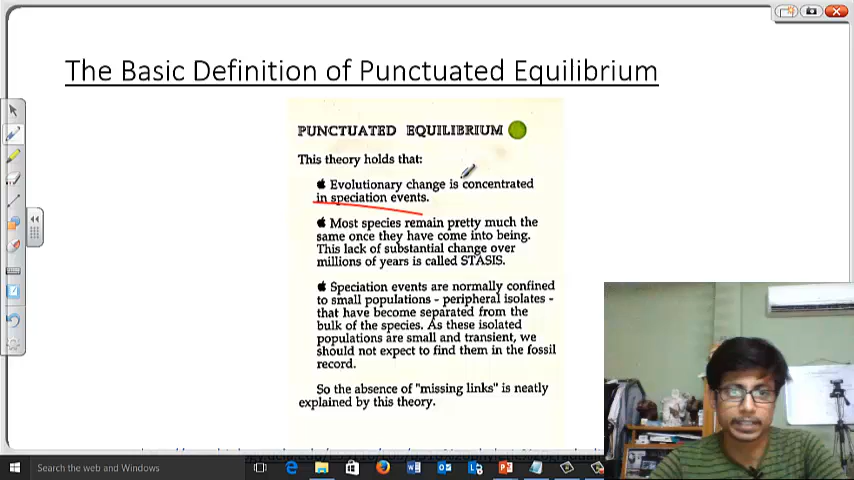 The Basic Definition of Punctuated Equilibrium
PUNCTUATED EQUILIBRIUM
This theory holds that:
Evolutionary change is concentrated
in speciation events.
Most species remain pretty much the
same once they have come into being.
This lack of substantial change over
millions of years is called STASIS.
Speciation events are normally confined
to small populations - peripheral isolates -
that have become separated from the
bulk of the species. As these isolated
populations are small and transient, we
should not expect to find them in the fossil
record.
So the absence of "missing links" is neatly
explained by this theory.
Search the web and Windows